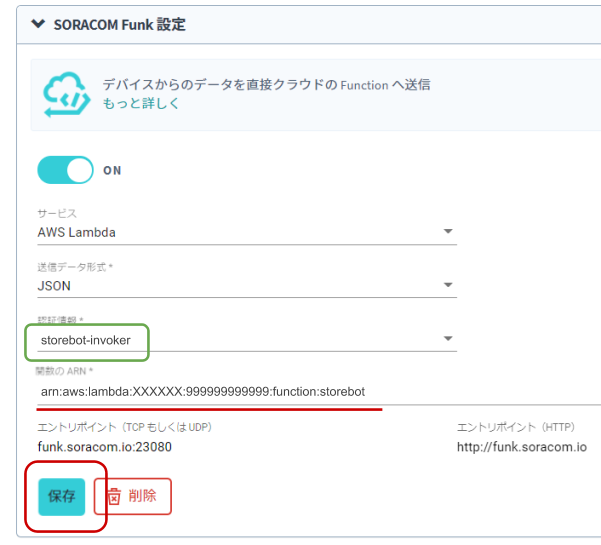 SORACOM Funk 設定
デバイスからのデータを直接クラウドの Function へ送信
もっと詳しく
ON
サービス
AWS Lambda
送信データ形式 *
JSON
認証情報 *
storebot-invoker
関数の ARN *
arn:aws:lambda:XXXXXX:999999999999:function:storebot
エントリポイント（TCP もしくは UDP）
funk.soracom.io:23080
エントリポイント（HTTP）
http://funk.soracom.io
保存
削除